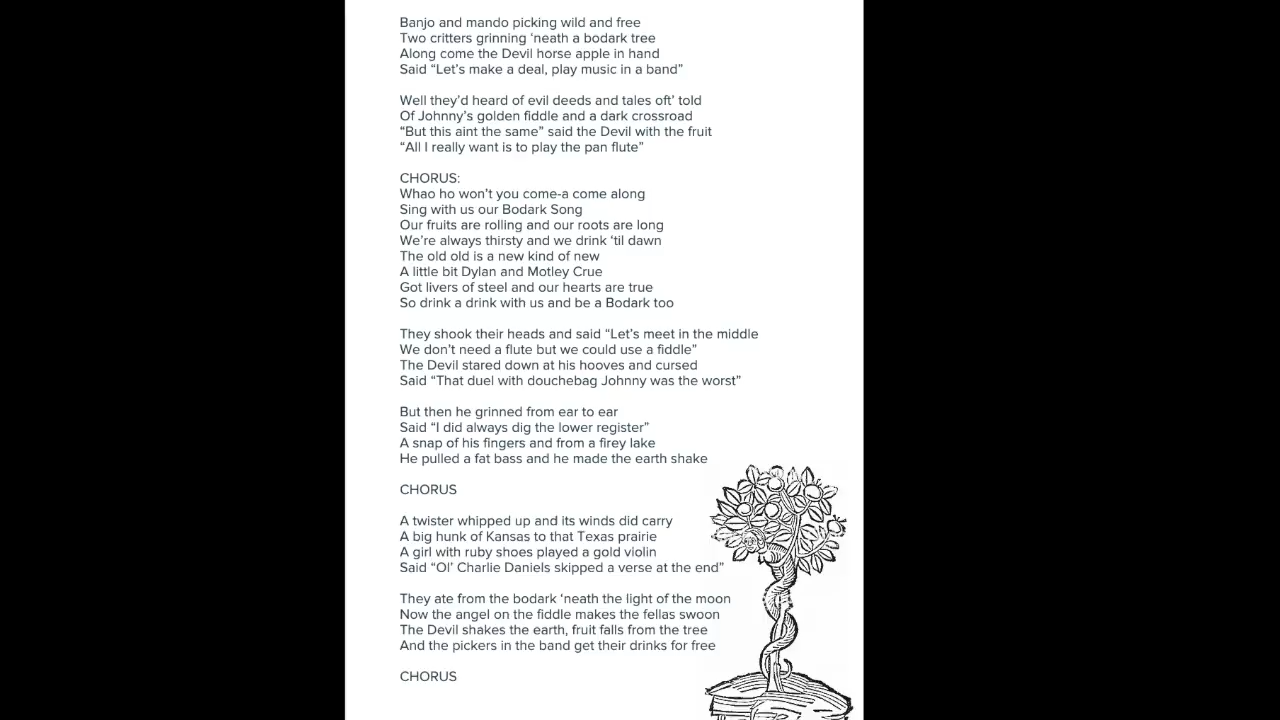 Banjo and mando picking wild and free
Two critters grinning ‘neath a bodark tree
Along come the Devil horse apple in hand
Said “Let’s make a deal, play music in a band”
Well they’d heard of evil deeds and tales oft’ told
Of Johnny’s golden fiddle and a dark crossroad
“But this aint the same” said the Devil with the fruit
“All I really want is to play the pan flute”
CHORUS:
Whao ho won’t you come-a come along
Sing with us our Bodark Song
Our fruits are rolling and our roots are long
We’re always thirsty and we drink ‘til dawn
The old old is a new kind of new
A little bit Dylan and Motley Crue
Got livers of steel and our hearts are true
So drink a drink with us and be a Bodark too
They shook their heads and said “Let’s meet in the middle
We don’t need a flute but we could use a fiddle”
The Devil stared down at his hooves and cursed
Said “That duel with douchebag Johnny was the worst”
But then he grinned from ear to ear
Said “I did always dig the lower register”
A snap of his fingers and from a firey lake
He pulled a fat bass and he made the earth shake
CHORUS
A twister whipped up and its winds did carry
A big hunk of Kansas to that Texas prairie
A girl with ruby shoes played a gold violin
Said “Ol’ Charlie Daniels skipped a verse at the end”
They ate from the bodark ‘neath the light of the moon
Now the angel on the fiddle makes the fellas swoon
The Devil shakes the earth, fruit falls from the tree
And the pickers in the band get their drinks for free
CHORUS